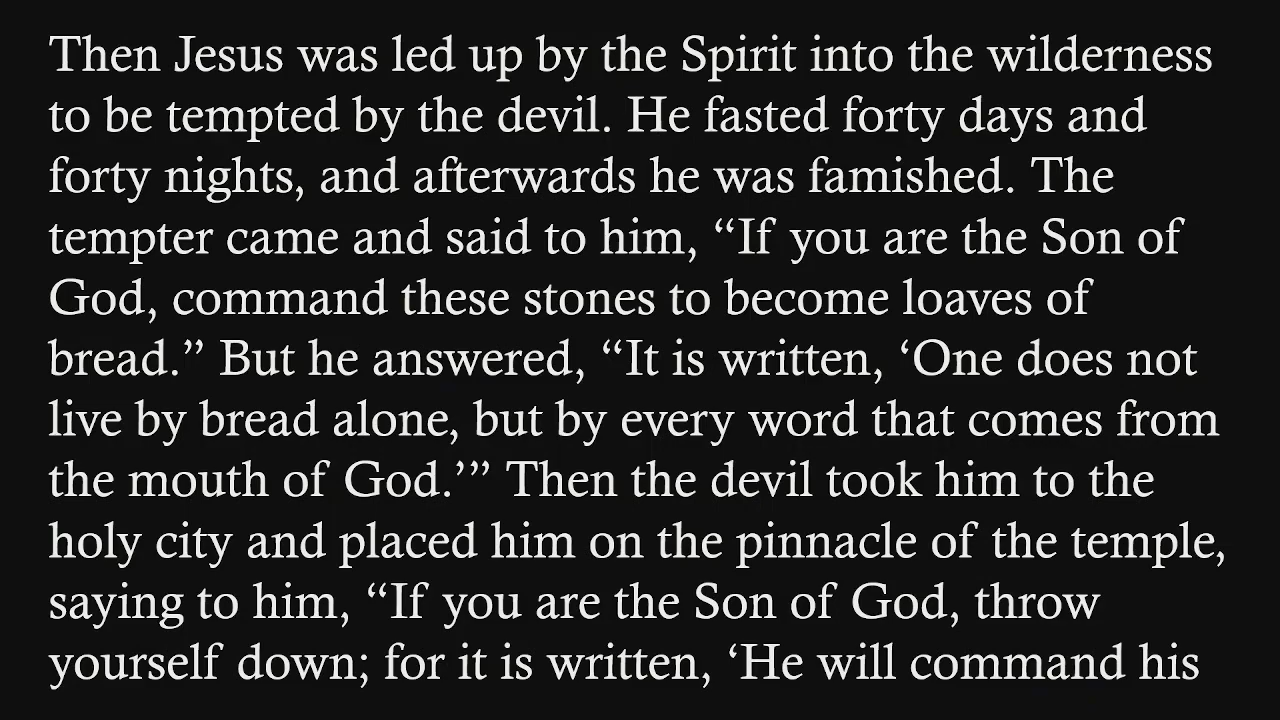 Then Jesus was led up by the Spirit into the wilderness
to be tempted by the devil. He fasted forty days and
forty nights, and afterwards he was famished. The
tempter came and said to him, “If you are the Son of
God, command these stones to become loaves of
bread.” But he answered, “It is written, ‘One does not
live by bread alone, but by every word that comes from
the mouth of God.’” Then the devil took him to the
holy city and placed him on the pinnacle of the temple,
saying to him, “If you are the Son of God, throw
yourself down; for it is written, ‘He will command his